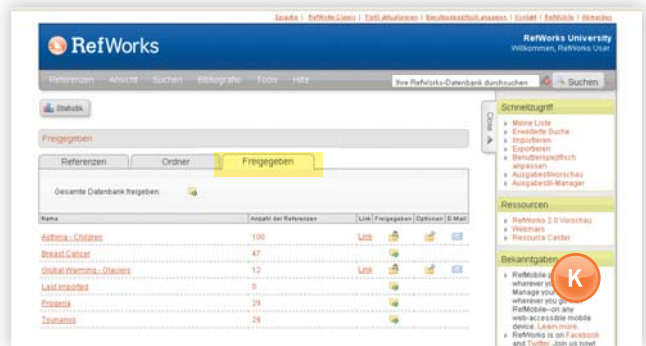 Sprache | RefWorks Classic | Profil aktualisieren | Benutzerspezifisch anpassen | Kontakt | RefMobile | Abmelden
RefWorks
RefWorks University
Willkommen, RefWorks User
Referenzen Ansicht Suchen Bibliografie Tools Hilfe
Ihre RefWorks-Datenbank durchsuchen
Suchen
Statistik
Close
Freigegeben
Referenzen
Ordner
Freigegeben
Gesamte Datenbank freigeben:
Name Anzahl der Referenzen Link Freigegeben Optionen E-Mail
Asthma - Children 100 Link
Breast Cancer 47
Global Warming - Glaciers 12 Link
Last Imported 0
Progeria 29
Tsunamis 29
Schnellzugriff
Meine Liste
Erweiterte Suche
Importieren
Exportieren
Benutzerspezifisch
anpassen
Ausgabestilvorschau
Ausgabestil-Manager
Ressourcen
RefWorks 2.0 Vorschau
Webinars
Resource Center
Bekanntgaben
RefMobile
wherever yo
Manage your
wherever you go
RefMobile--on any
web-accessible mobile
device. Learn more.
RefWorks is on Facebook
and Twitter. Join us now!
K